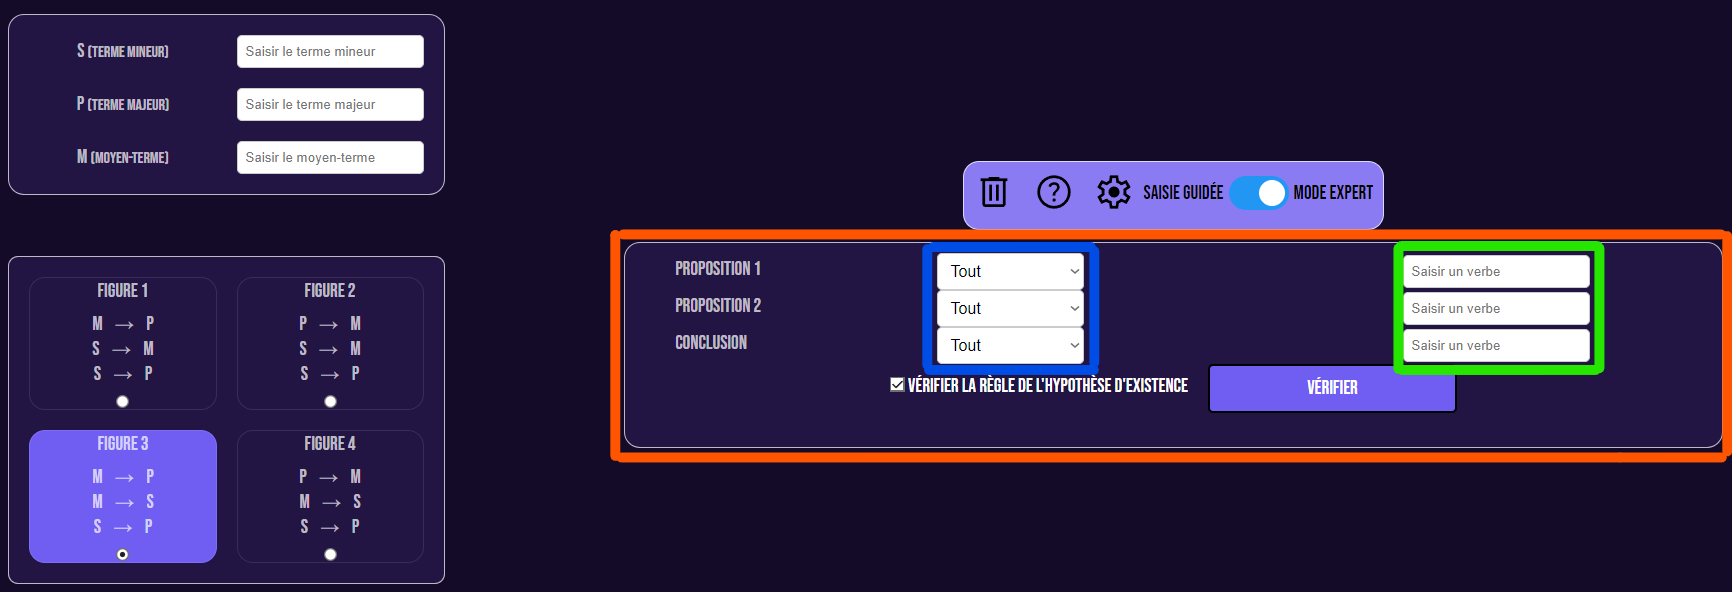 S (TERME MINEUR) Saisir le terme mineur
P (TERME MAJEUR) Saisir le terme majeur
M (MOYEN-TERME) Saisir le moyen-terme
FIGURE 1
M → P
S → M
S → P
FIGURE 2
P → M
S → M
S → P
FIGURE 3
M → P
M → S
S → P
FIGURE 4
P → M
M → S
S → P
SAISIE GUIDÉE MODE EXPERT
PROPOSITION 1 Tout Saisir un verbe
PROPOSITION 2 Tout Saisir un verbe
CONCLUSION Tout Saisir un verbe
VÉRIFIER LA RÈGLE DE L'HYPOTHÈSE D'EXISTENCE VÉRIFIER